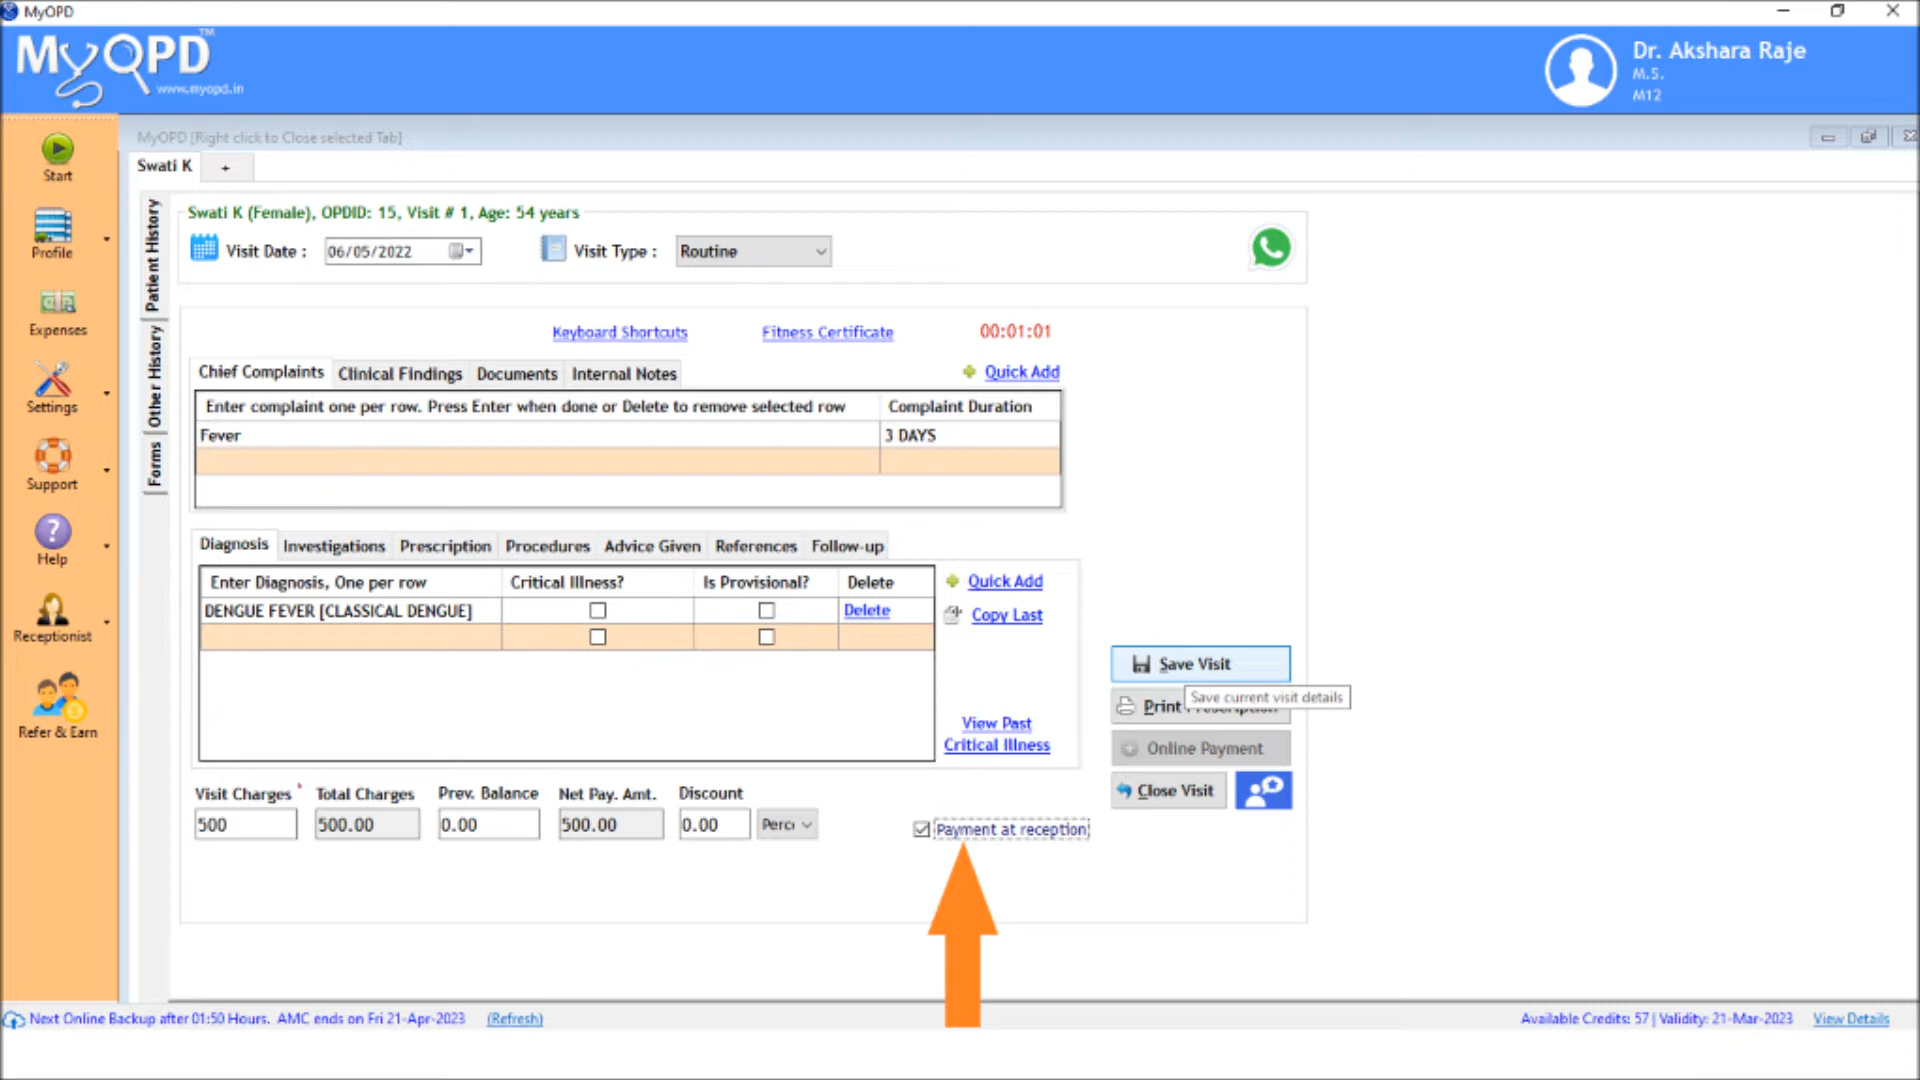 MyOPD
MyOPD™
www.myopd.in
Dr. Akshara Raje
M.S.
M12
MyOPD [Right click to Close selected Tab]
Swati K +
Start
Profile
Expenses
Settings
Support
Help
Receptionist
Refer & Earn
Patient History
Other History
Forms
Swati K (Female), OPDID: 15, Visit # 1, Age: 54 years
Visit Date : 06/05/2022 Visit Type : Routine
Keyboard Shortcuts Fitness Certificate 00:01:01
Chief Complaints Clinical Findings Documents Internal Notes Quick Add
Enter complaint one per row. Press Enter when done or Delete to remove selected row Complaint Duration
Fever 3 DAYS
Diagnosis Investigations Prescription Procedures Advice Given References Follow-up
Enter Diagnosis, One per row Critical Illness? Is Provisional? Delete
DENGUE FEVER [CLASSICAL DENGUE] Delete
Quick Add
Copy Last
View Past
Critical Illness
Save Visit
Save current visit details
Print
Online Payment
Close Visit
Visit Charges * Total Charges Prev. Balance Net Pay. Amt. Discount
500 500.00 0.00 500.00 0.00 Perc
Payment at reception
Next Online Backup after 01:50 Hours. AMC ends on Fri 21-Apr-2023 (Refresh)
Available Credits: 57 | Validity: 21-Mar-2023 View Details